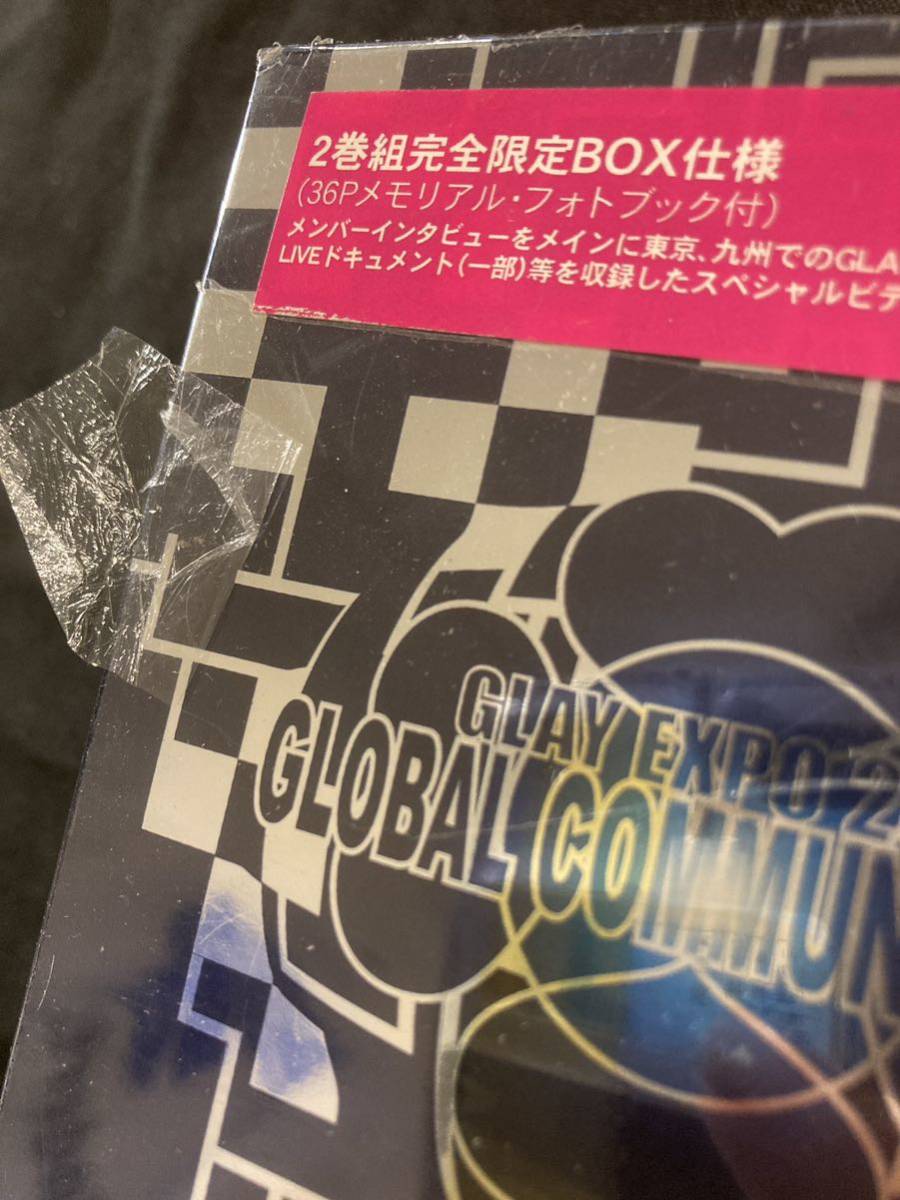 2巻組完全限定BOX仕様
(36Pメモリアル・フォトブック付)
メンバーインタビューをメインに東京、九州でのGLA
LIVEドキュメント(一部)等を収録したスペシャルビデ
GLAY EXPO '2
GLOBAL COMMUN